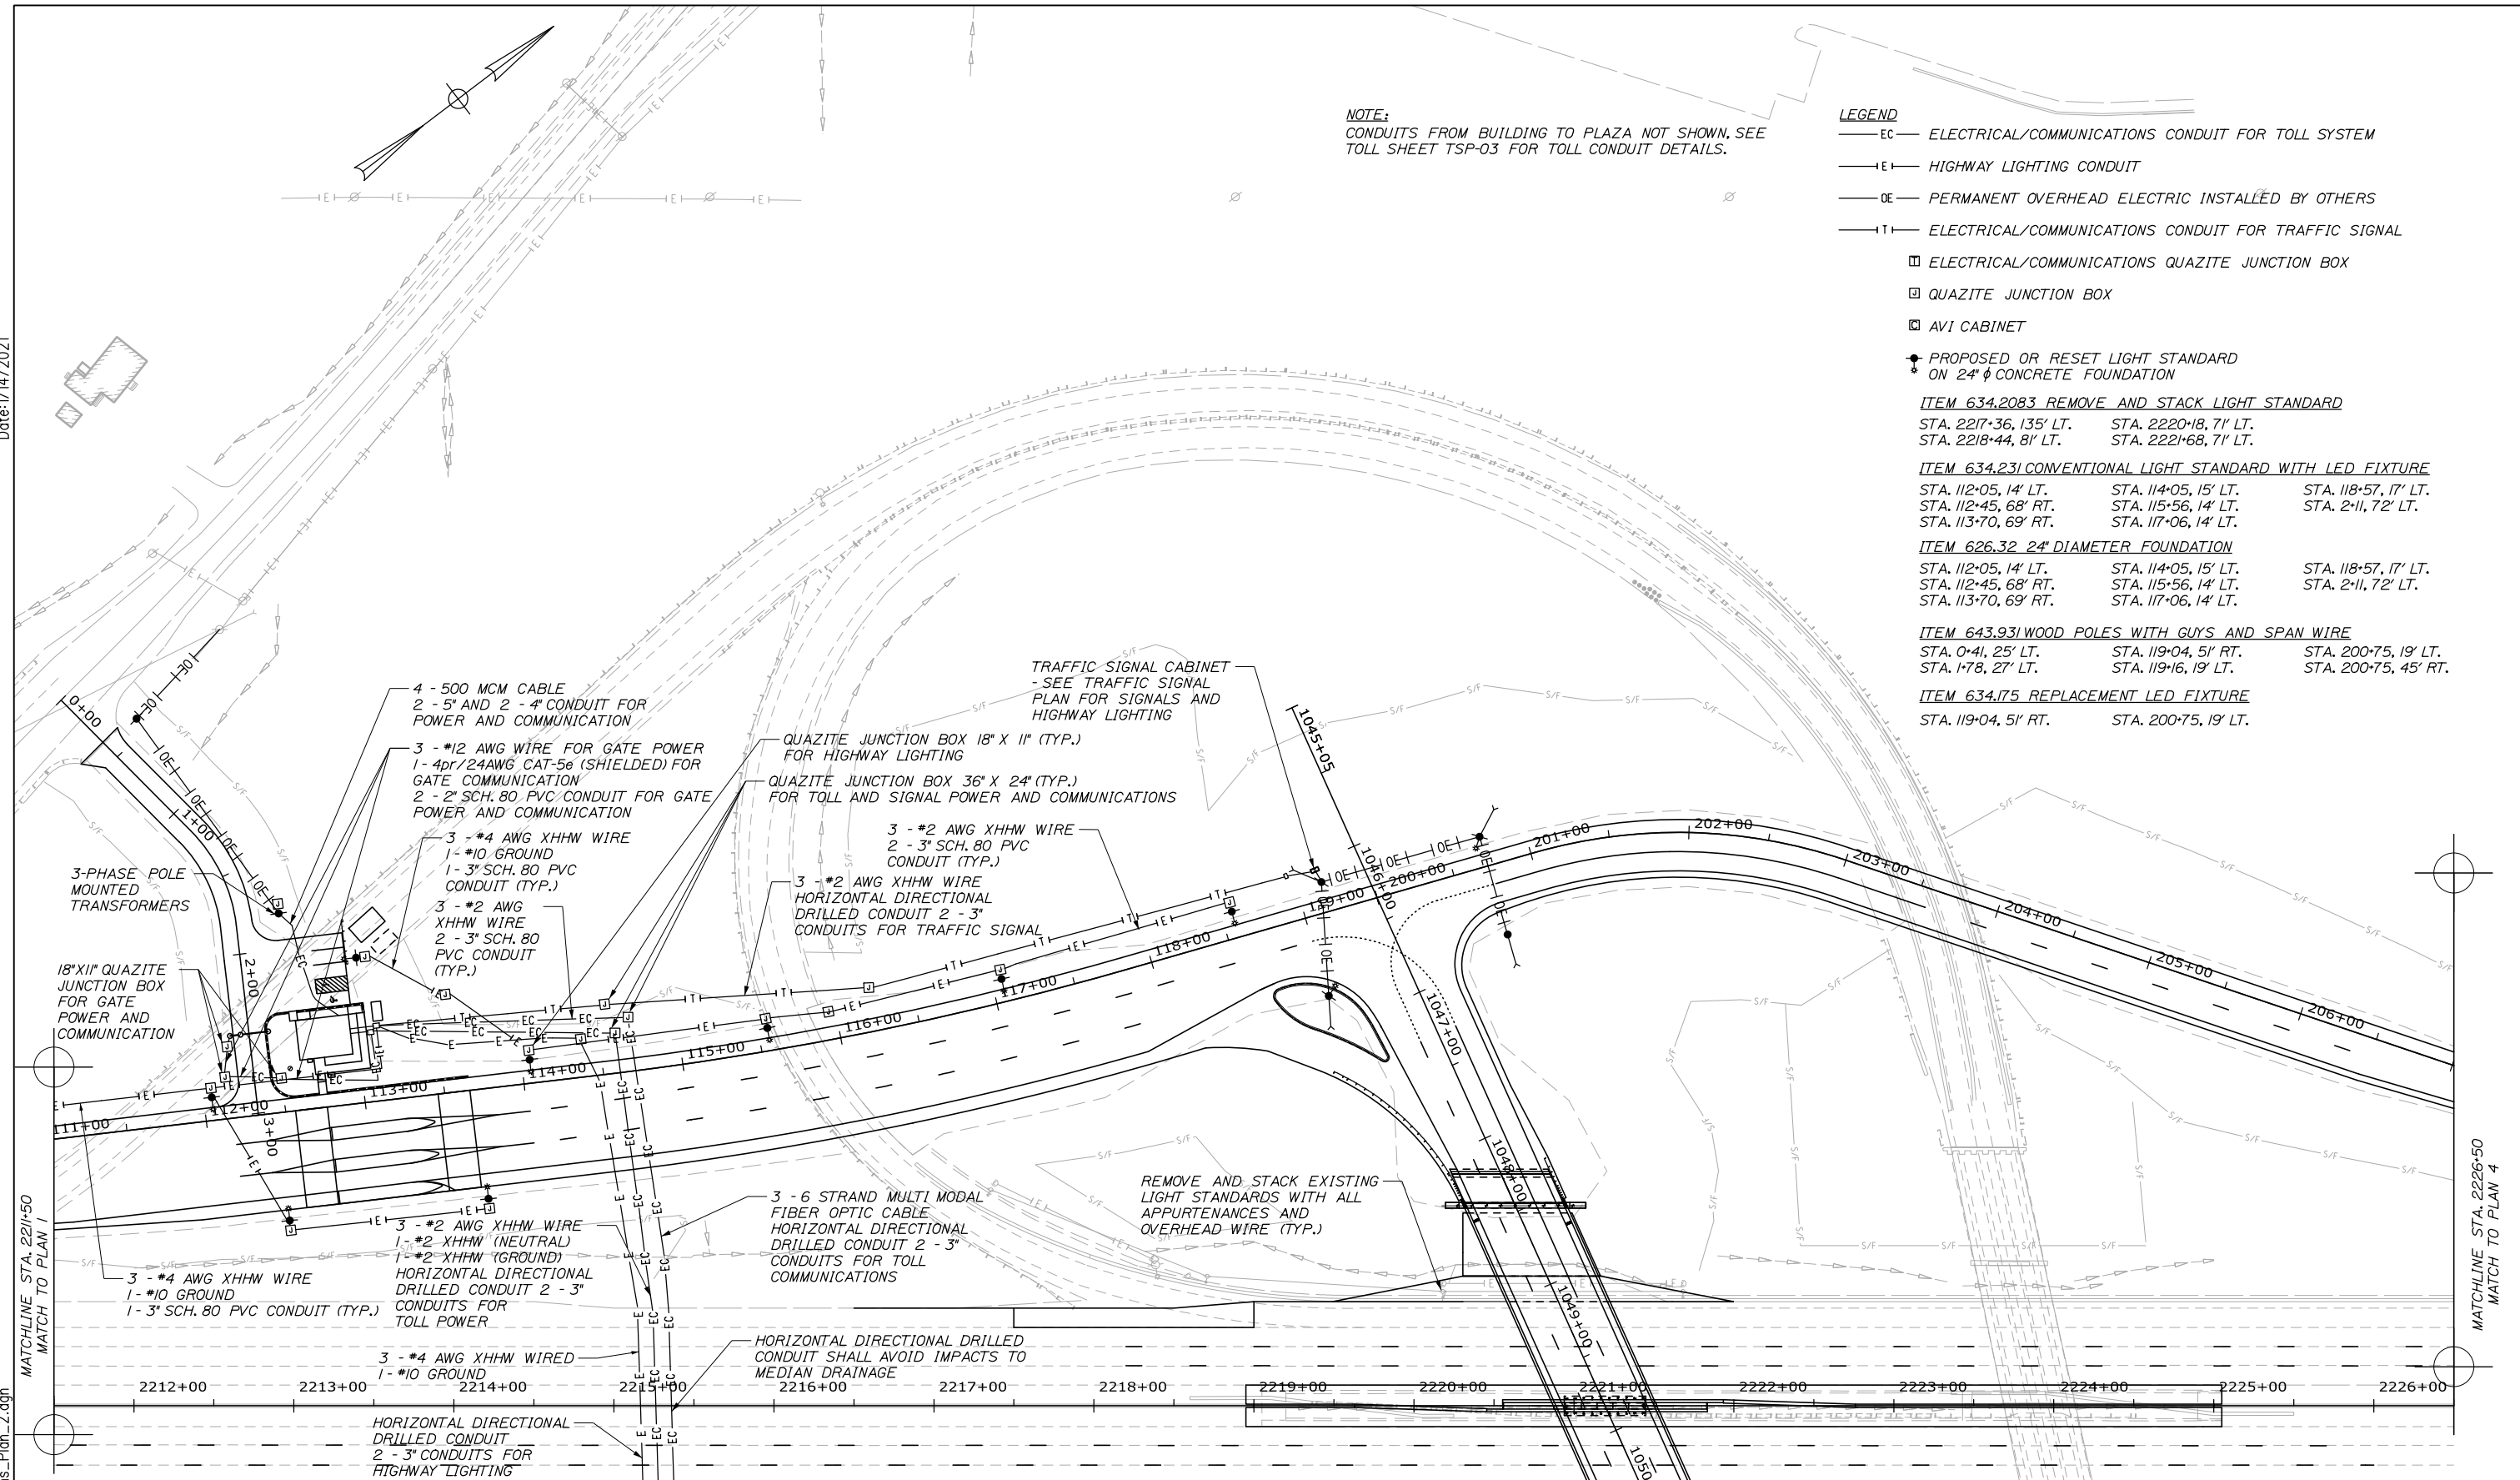 Date:1/14/2021
NOTE:
CONDUITS FROM BUILDING TO PLAZA NOT SHOWN, SEE
TOLL SHEET TSP-03 FOR TOLL CONDUIT DETAILS.
LEGEND
EC ELECTRICAL/COMMUNICATIONS CONDUIT FOR TOLL SYSTEM
E HIGHWAY LIGHTING CONDUIT
OE PERMANENT OVERHEAD ELECTRIC INSTALLED BY OTHERS
T ELECTRICAL/COMMUNICATIONS CONDUIT FOR TRAFFIC SIGNAL
T ELECTRICAL/COMMUNICATIONS QUAZITE JUNCTION BOX
J QUAZITE JUNCTION BOX
C AVI CABINET
PROPOSED OR RESET LIGHT STANDARD
ON 24" ϕ CONCRETE FOUNDATION
ITEM 634.2083 REMOVE AND STACK LIGHT STANDARD
STA. 2217+36, 135' LT. STA. 2220+18, 71' LT.
STA. 2218+44, 81' LT. STA. 2221+68, 71' LT.
ITEM 634.231 CONVENTIONAL LIGHT STANDARD WITH LED FIXTURE
STA. 112+05, 14' LT. STA. 114+05, 15' LT. STA. 118+57, 17' LT.
STA. 112+45, 68' RT. STA. 115+56, 14' LT. STA. 2+11, 72' LT.
STA. 113+70, 69' RT. STA. 117+06, 14' LT.
ITEM 626.32 24" DIAMETER FOUNDATION
STA. 112+05, 14' LT. STA. 114+05, 15' LT. STA. 118+57, 17' LT.
STA. 112+45, 68' RT. STA. 115+56, 14' LT. STA. 2+11, 72' LT.
STA. 113+70, 69' RT. STA. 117+06, 14' LT.
ITEM 643.931 WOOD POLES WITH GUYS AND SPAN WIRE
STA. 0+41, 25' LT. STA. 119+04, 51' RT. STA. 200+75, 19' LT.
STA. 1+78, 27' LT. STA. 119+16, 19' LT. STA. 200+75, 45' RT.
ITEM 634.175 REPLACEMENT LED FIXTURE
STA. 119+04, 51' RT. STA. 200+75, 19' LT.
4 - 500 MCM CABLE
2 - 5" AND 2 - 4" CONDUIT FOR
POWER AND COMMUNICATION
3 - #12 AWG WIRE FOR GATE POWER
1 - 4pr/24AWG CAT-5e (SHIELDED) FOR
GATE COMMUNICATION
2 - 2" SCH. 80 PVC CONDUIT FOR GATE
POWER AND COMMUNICATION
3 - #4 AWG XHHW WIRE
1 - #10 GROUND
1 - 3" SCH. 80 PVC
CONDUIT (TYP.)
3 - #2 AWG
XHHW WIRE
2 - 3" SCH. 80
PVC CONDUIT
(TYP.)
TRAFFIC SIGNAL CABINET
- SEE TRAFFIC SIGNAL
PLAN FOR SIGNALS AND
HIGHWAY LIGHTING
QUAZITE JUNCTION BOX 18" X 11" (TYP.)
FOR HIGHWAY LIGHTING
QUAZITE JUNCTION BOX 36" X 24" (TYP.)
FOR TOLL AND SIGNAL POWER AND COMMUNICATIONS
3 - #2 AWG XHHW WIRE
2 - 3" SCH. 80 PVC
CONDUIT (TYP.)
3 - #2 AWG XHHW WIRE
HORIZONTAL DIRECTIONAL
DRILLED CONDUIT 2 - 3"
CONDUITS FOR TRAFFIC SIGNAL
3-PHASE POLE
MOUNTED
TRANSFORMERS
18"X11" QUAZITE
JUNCTION BOX
FOR GATE
POWER AND
COMMUNICATION
0+00
1+00
2+00
3+00
111+00
112+00
113+00
114+00
115+00
116+00
117+00
118+00
119+00
200+00
201+00
202+00
203+00
204+00
205+00
206+00
1045+05
1046+00
1047+00
1048+00
1049+00
1050
3 - #4 AWG XHHW WIRE
1 - #10 GROUND
1 - 3" SCH. 80 PVC CONDUIT (TYP.)
3 - #2 AWG XHHW WIRE
1 - #2 XHHW (NEUTRAL)
1 - #2 XHHW (GROUND)
HORIZONTAL DIRECTIONAL
DRILLED CONDUIT 2 - 3"
CONDUITS FOR
TOLL POWER
3 - 6 STRAND MULTI MODAL
FIBER OPTIC CABLE
HORIZONTAL DIRECTIONAL
DRILLED CONDUIT 2 - 3"
CONDUITS FOR TOLL
COMMUNICATIONS
REMOVE AND STACK EXISTING
LIGHT STANDARDS WITH ALL
APPURTENANCES AND
OVERHEAD WIRE (TYP.)
3 - #4 AWG XHHW WIRED
1 - #10 GROUND
HORIZONTAL DIRECTIONAL DRILLED
CONDUIT SHALL AVOID IMPACTS TO
MEDIAN DRAINAGE
HORIZONTAL DIRECTIONAL
DRILLED CONDUIT
2 - 3" CONDUITS FOR
HIGHWAY LIGHTING
2212+00 2213+00 2214+00 2215+00 2216+00 2217+00 2218+00 2219+00 2220+00 2221+00 2222+00 2223+00 2224+00 2225+00 2226+00
MATCHLINE STA. 2211+50
MATCH TO PLAN 1
MATCHLINE STA. 2226+50
MATCH TO PLAN 4
s_Plan_2.dgn